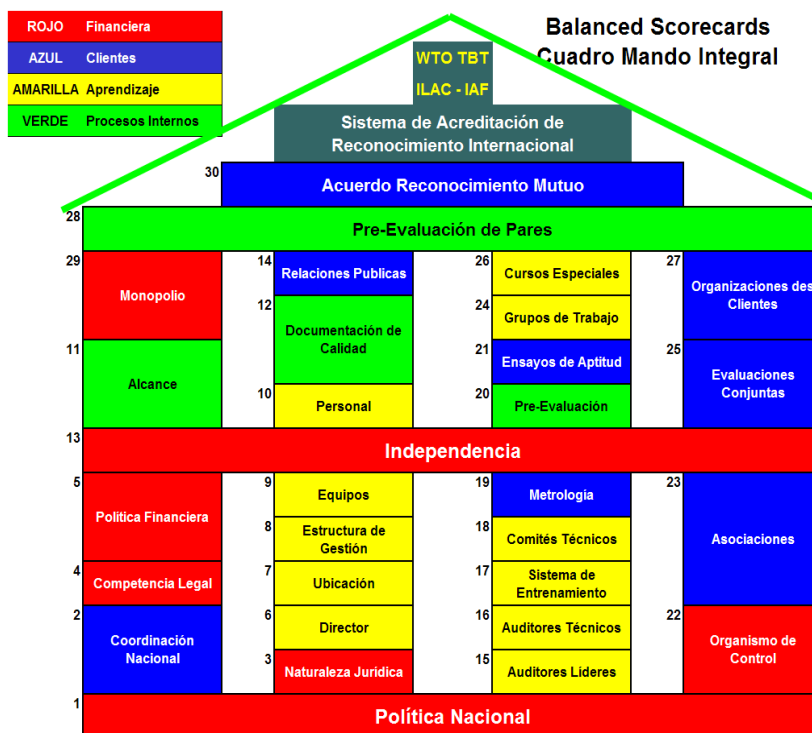 ROJO Financiera
AZUL Clientes
AMARILLA Aprendizaje
VERDE Procesos Internos
Balanced Scorecards
Cuadro Mando Integral
WTO TBT
ILAC - IAF
Sistema de Acreditación de
Reconocimiento Internacional
30
Acuerdo Reconocimiento Mutuo
28
Pre-Evaluación de Pares
29
Monopolio
11
Alcance
14
Relaciones Publicas
12
Documentación de
Calidad
10
Personal
26
Cursos Especiales
24
Grupos de Trabajo
21
Ensayos de Aptitud
20
Pre-Evaluación
27
Organizaciones des
Clientes
25
Evaluaciones
Conjuntas
13
Independencia
5
Política Financiera
4
Competencia Legal
2
Coordinación
Nacional
9
Equipos
8
Estructura de
Gestión
7
Ubicación
6
Director
3
Naturaleza Juridica
19
Metrologia
18
Comités Técnicos
17
Sistema de
Entrenamiento
16
Auditores Técnicos
15
Auditores Líderes
23
Asociaciones
22
Organismo de
Control
1
Política Nacional